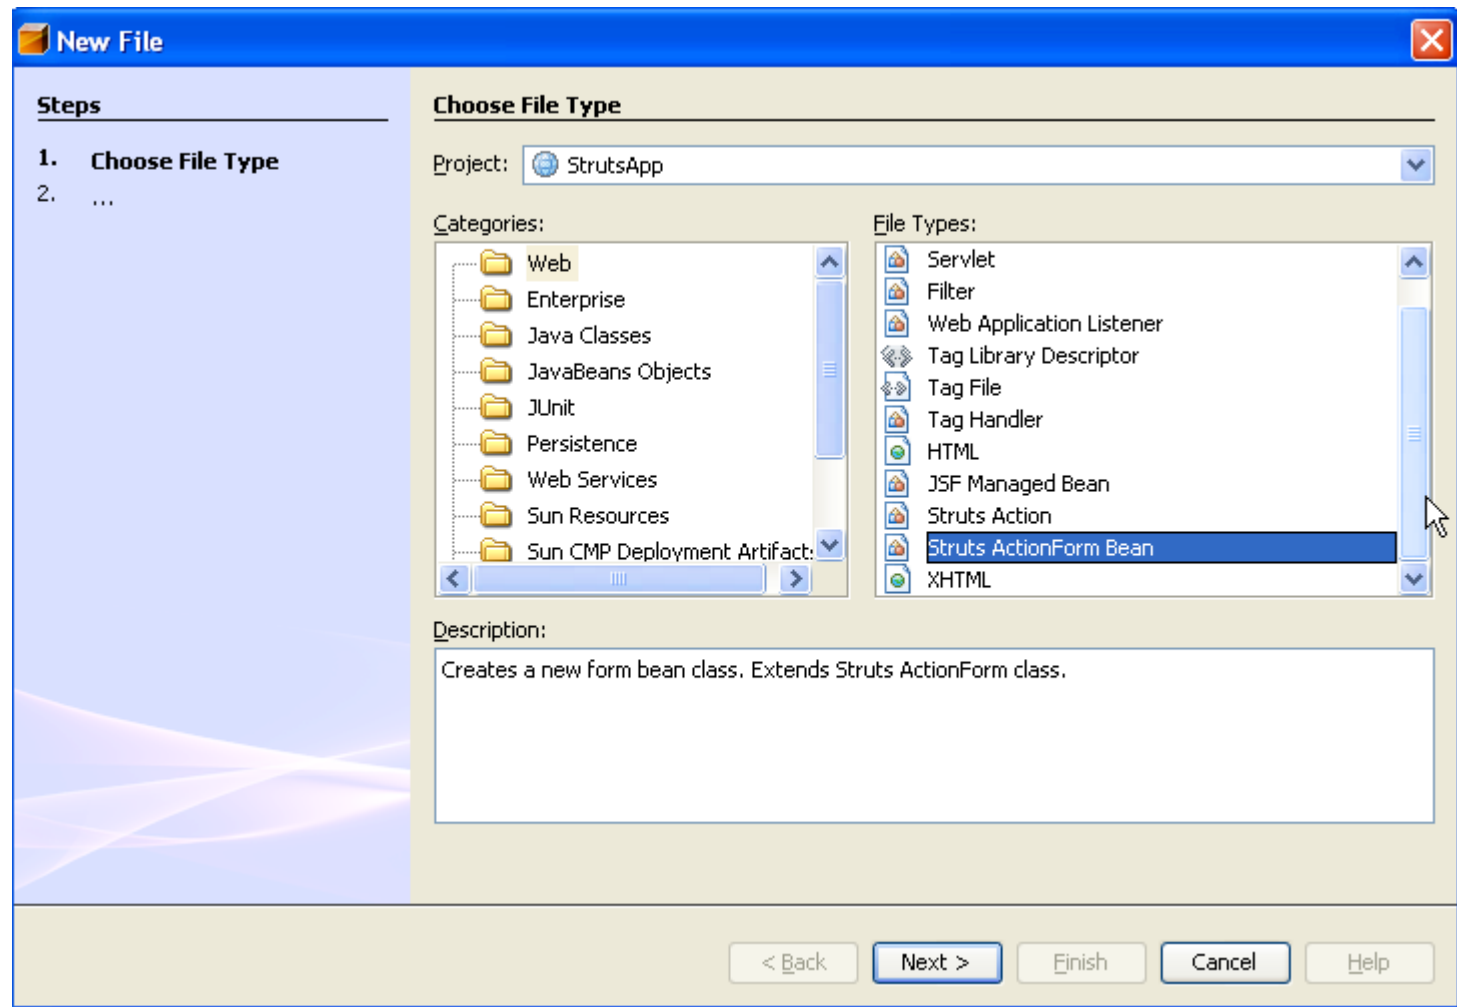 New File
Steps
1. Choose File Type
2. ...
Choose File Type
Project: StrutsApp
Categories:
Web
Enterprise
Java Classes
JavaBeans Objects
JUnit
Persistence
Web Services
Sun Resources
Sun CMP Deployment Artifact:
File Types:
Servlet
Filter
Web Application Listener
Tag Library Descriptor
Tag File
Tag Handler
HTML
JSF Managed Bean
Struts Action
Struts ActionForm Bean
XHTML
Description:
Creates a new form bean class. Extends Struts ActionForm class.
< Back Next > Finish Cancel Help